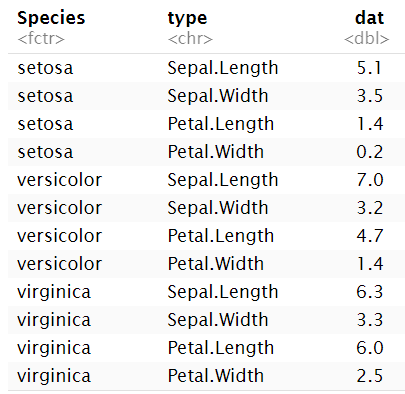 Species type dat
<fctr> <chr> <dbl>
setosa Sepal.Length 5.1
setosa Sepal.Width 3.5
setosa Petal.Length 1.4
setosa Petal.Width 0.2
versicolor Sepal.Length 7.0
versicolor Sepal.Width 3.2
versicolor Petal.Length 4.7
versicolor Petal.Width 1.4
virginica Sepal.Length 6.3
virginica Sepal.Width 3.3
virginica Petal.Length 6.0
virginica Petal.Width 2.5